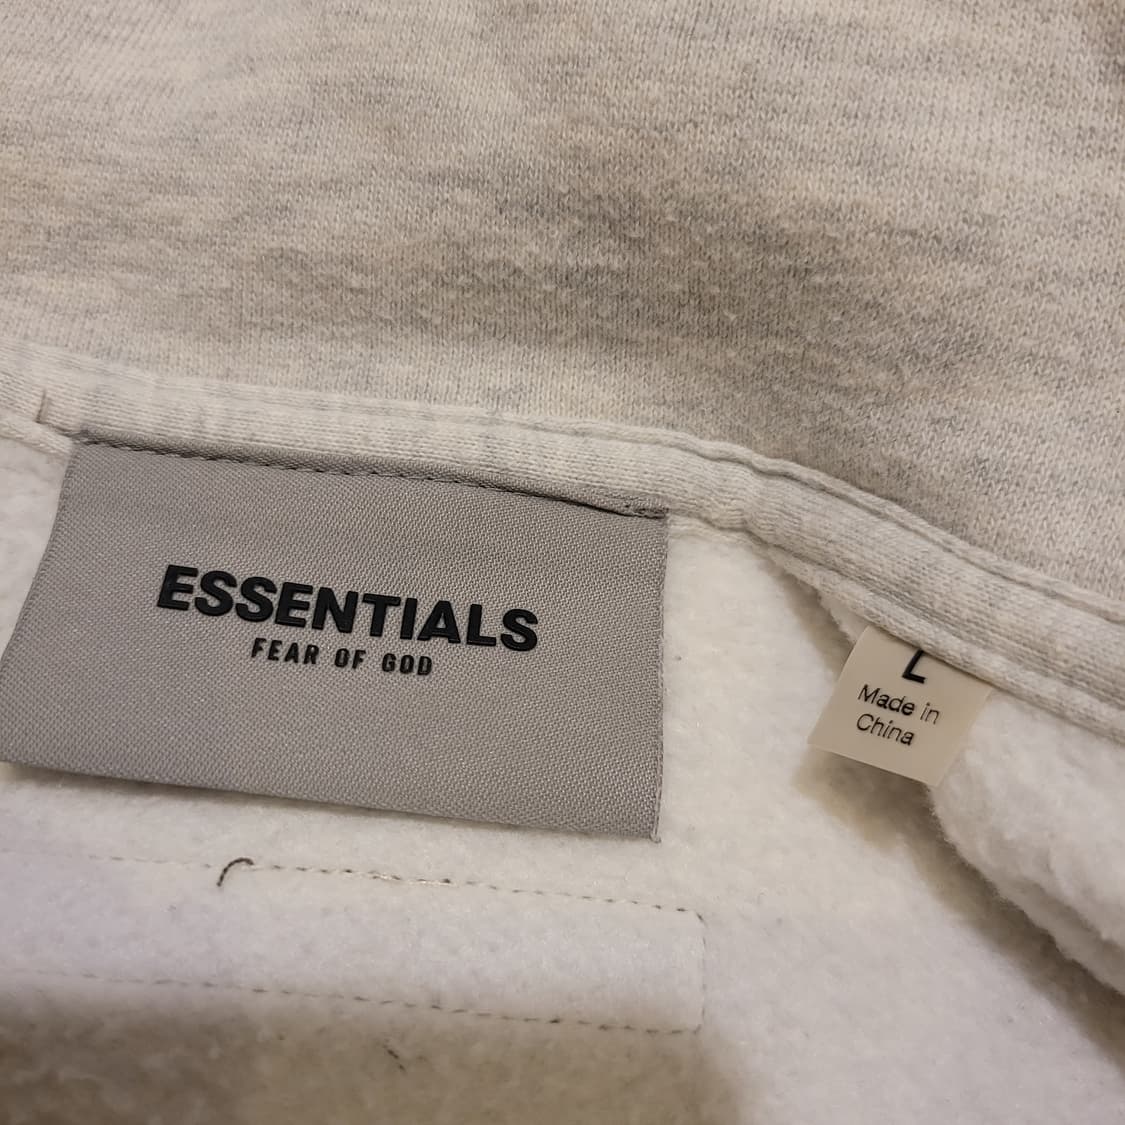 ESSENTIALS
FEAR OF GOD
L
Made in
China